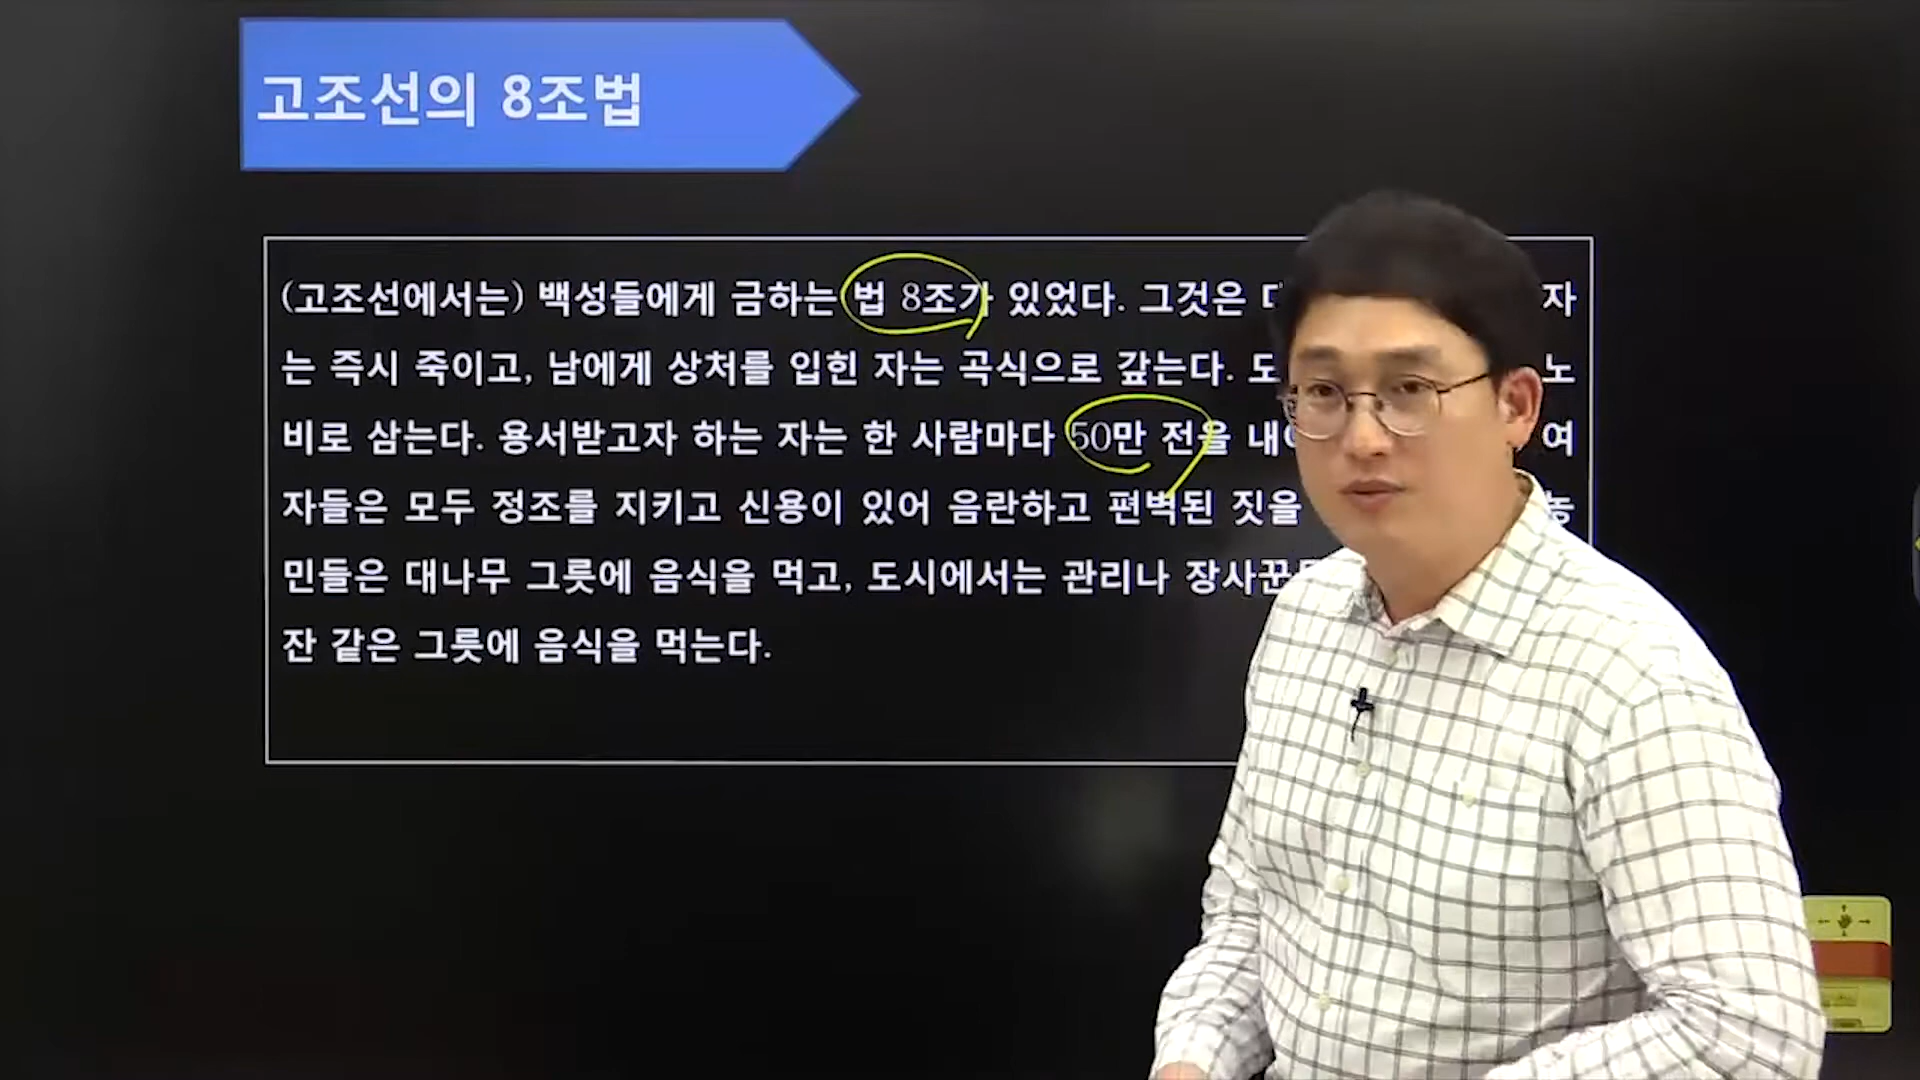 고조선의 8조법
(고조선에서는) 백성들에게 금하는 법 8조가 있었다. 그것은 자
는 즉시 죽이고, 남에게 상처를 입힌 자는 곡식으로 갚는다. 노
비로 삼는다. 용서받고자 하는 자는 한 사람마다 50만 전을 여
자들은 모두 정조를 지키고 신용이 있어 음란하고 편벽된 짓을 농
민들은 대나무 그릇에 음식을 먹고, 도시에서는 관리나
잔 같은 그릇에 음식을 먹는다.